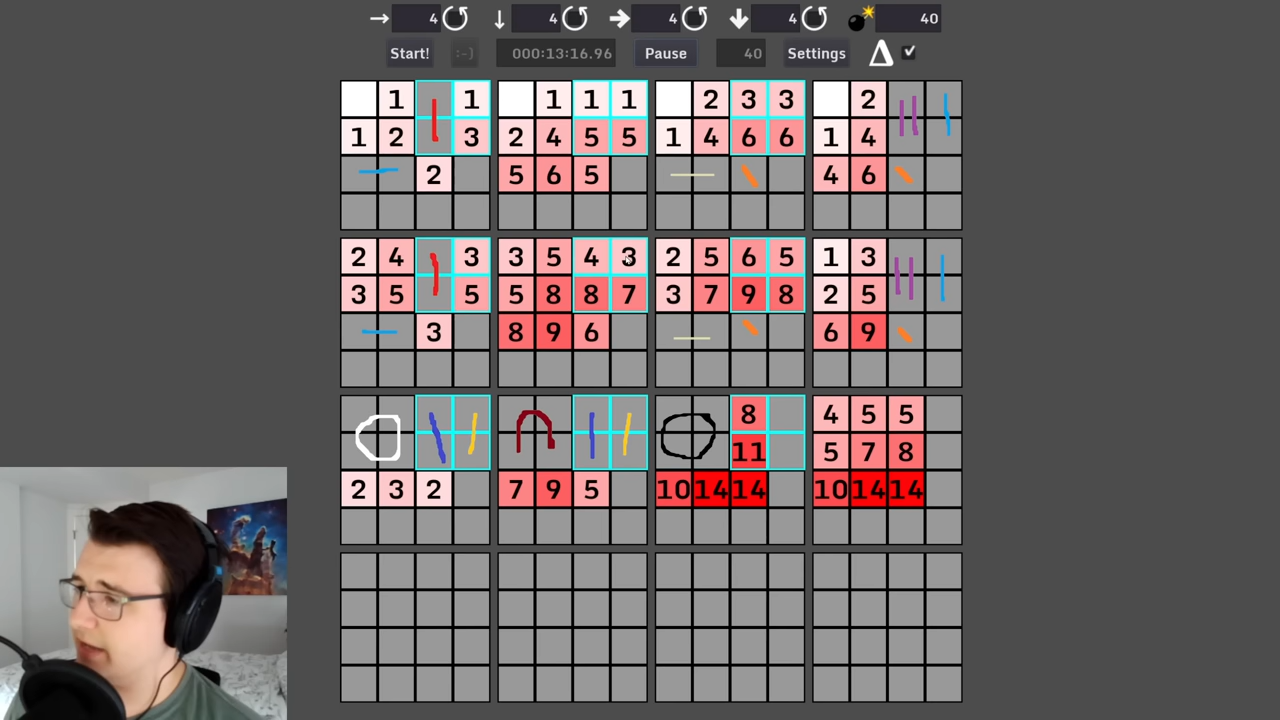 → 4 ↓ 4 → 4 ↓ 4 40
Start! :-) 000:13:16.96 Pause 40 Settings Δ
1 1 1 1 1 2 3 3 2
1 2 3 2 4 5 5 1 4 6 6 1 4
2 5 6 5 4 6
2 4 3 3 5 4 3 2 5 6 5 1 3
3 5 5 5 8 8 7 3 7 9 8 2 5
3 8 9 6 6 9
8 4 5 5
11 5 7 8
2 3 2 7 9 5 10 14 14 10 14 14